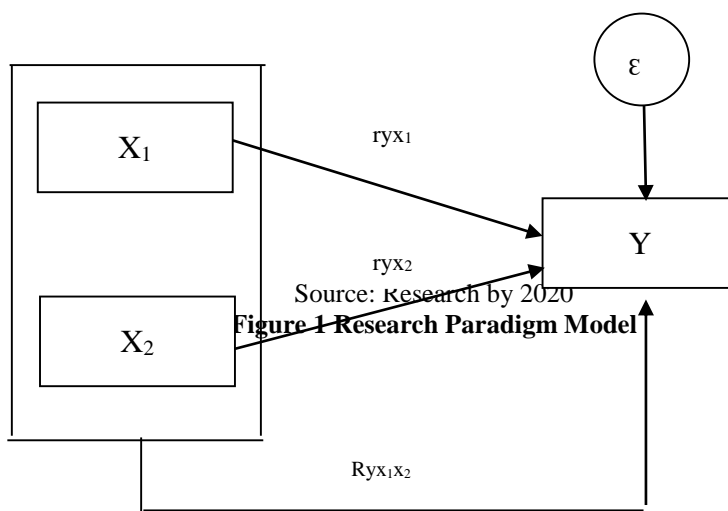 ε
X₁
ryx₁
Y
ryx₂
Source: Research by 2020
Figure 1 Research Paradigm Model
X₂
Ryx₁x₂